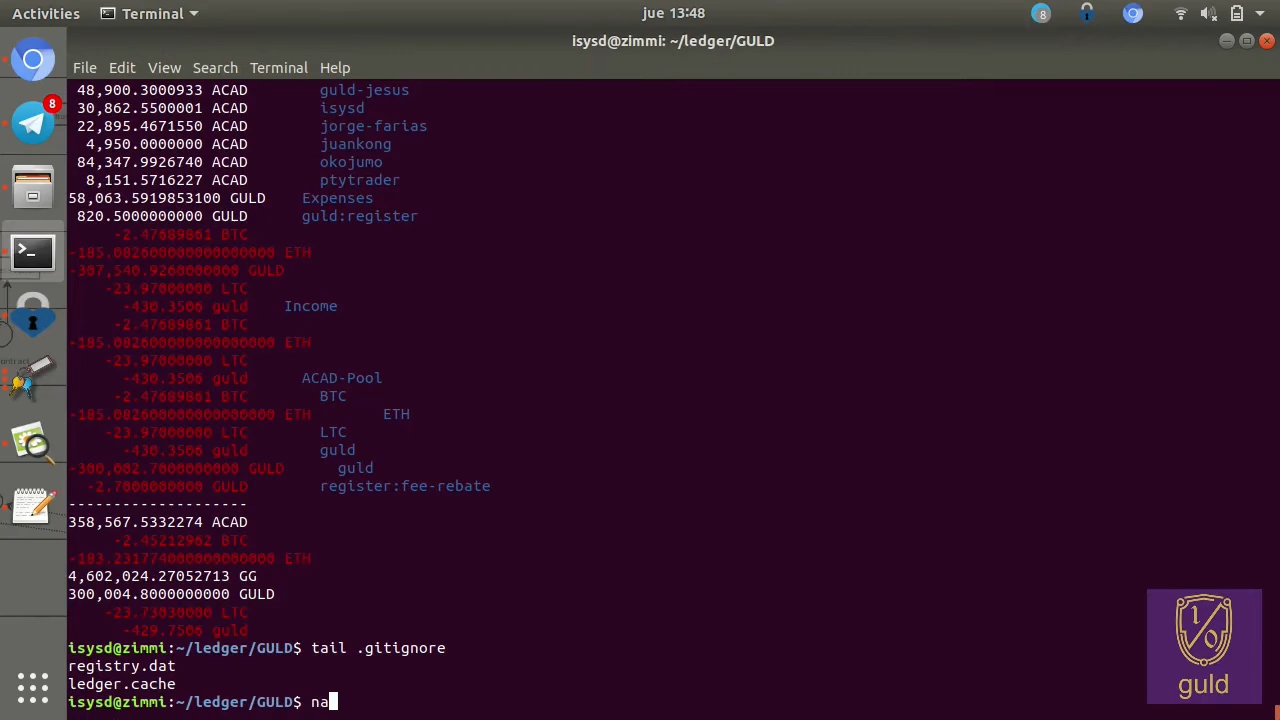 Activities Terminal jue 13:48 8
isysd@zimmi: ~/ledger/GULD
File Edit View Search Terminal Help
8
48,900.3000933 ACAD guld-jesus
30,862.5500001 ACAD isysd
22,895.4671550 ACAD jorge-farias
4,950.0000000 ACAD juankong
84,347.9926740 ACAD okojumo
8,151.5716227 ACAD ptytrader
58,063.5919853100 GULD Expenses
820.5000000000 GULD guld:register
-2.47689861 BTC
-185.082600000000000000 ETH
-307,540.9260000000 GULD
-23.97000000 LTC
-430.3506 guld Income
-2.47689861 BTC
-185.082600000000000000 ETH
-23.97000000 LTC
-430.3506 guld ACAD-Pool
-2.47689861 BTC BTC
-185.082600000000000000 ETH ETH
-23.97000000 LTC LTC
-430.3506 guld guld
-300,002.7000000000 GULD guld
-2.7000000000 GULD register:fee-rebate
--------------------
358,567.5332274 ACAD
-2.45212962 BTC
-183.231774000000000000 ETH
4,602,024.27052713 GG
300,004.8000000000 GULD
-23.73030000 LTC
-429.7506 guld
isysd@zimmi:~/ledger/GULD$ tail .gitignore
registry.dat
ledger.cache
isysd@zimmi:~/ledger/GULD$ na
1/0
guld